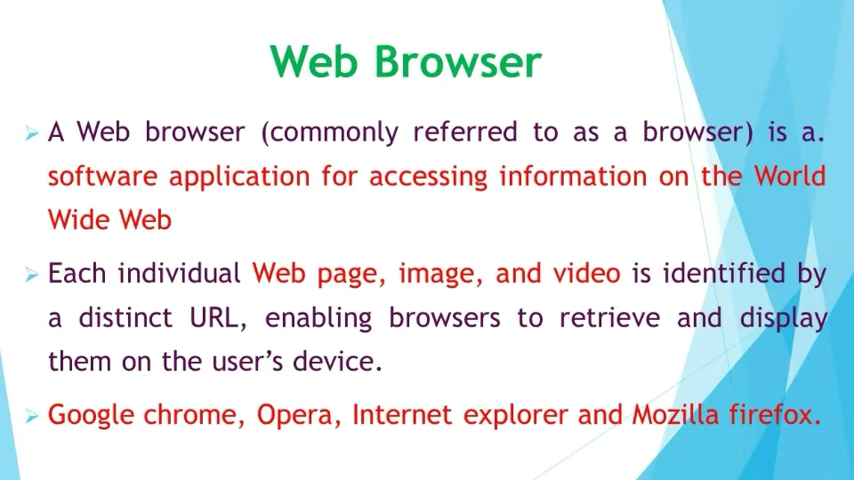 Web Browser
A Web browser (commonly referred to as a browser) is a.
software application for accessing information on the World
Wide Web
Each individual Web page, image, and video is identified by
a distinct URL, enabling browsers to retrieve and display
them on the user’s device.
Google chrome, Opera, Internet explorer and Mozilla firefox.